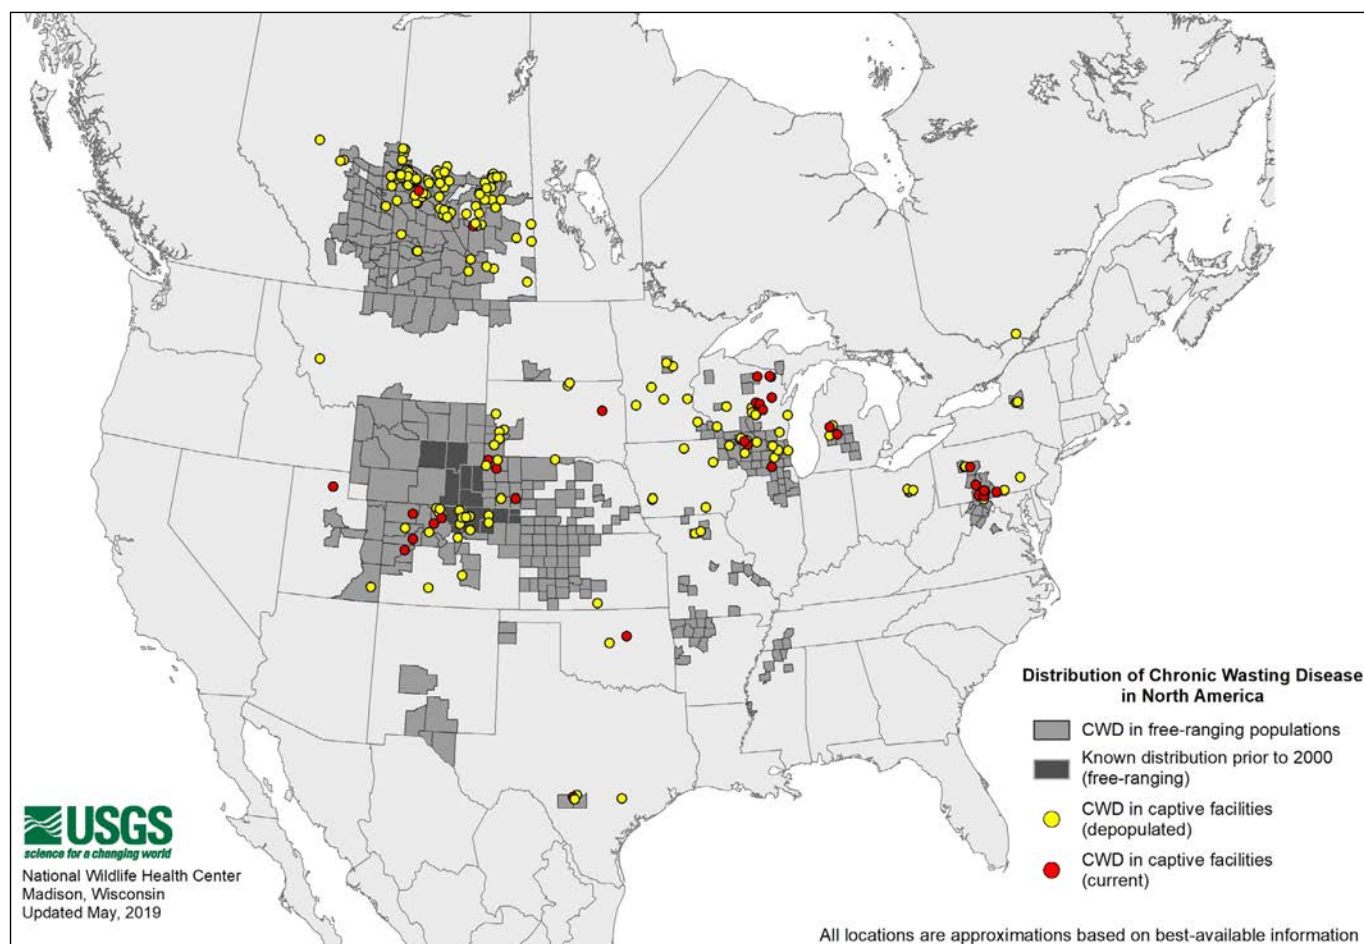 Distribution of Chronic Wasting Disease
in North America
CWD in free-ranging populations
Known distribution prior to 2000
(free-ranging)
CWD in captive facilities
(depopulated)
CWD in captive facilities
(current)
USGS
science for a changing world
National Wildlife Health Center
Madison, Wisconsin
Updated May, 2019
All locations are approximations based on best-available information